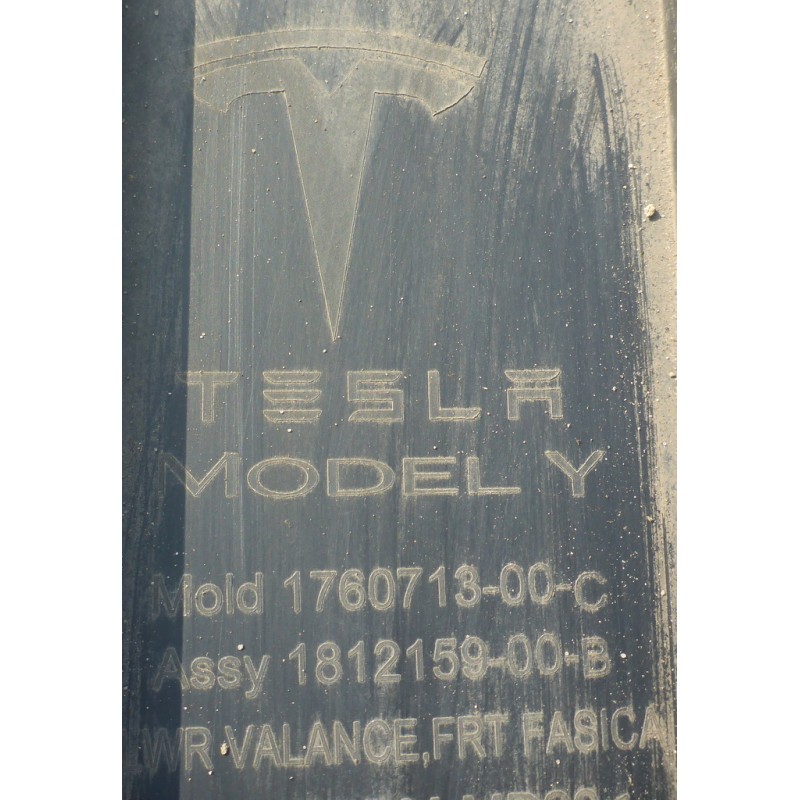 TESLA
MODEL Y
Mold 1760713-00-C
Assy 1812159-00-B
LWR VALANCE,FRT FASICA